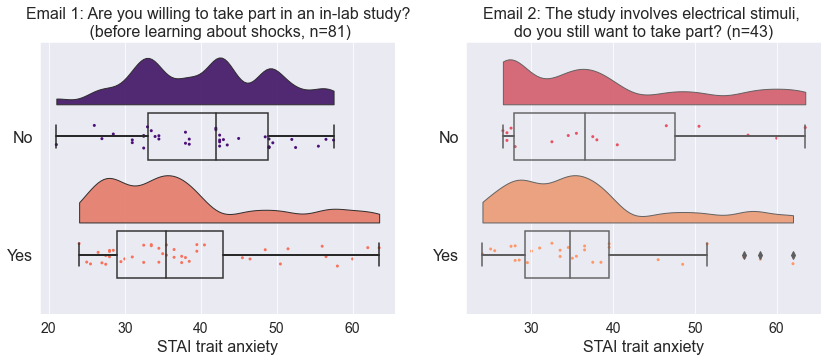 Email 1: Are you willing to take part in an in-lab study?
(before learning about shocks, n=81)
No
Yes
20 30 40 50 60
STAI trait anxiety
Email 2: The study involves electrical stimuli,
do you still want to take part? (n=43)
No
Yes
30 40 50 60
STAI trait anxiety